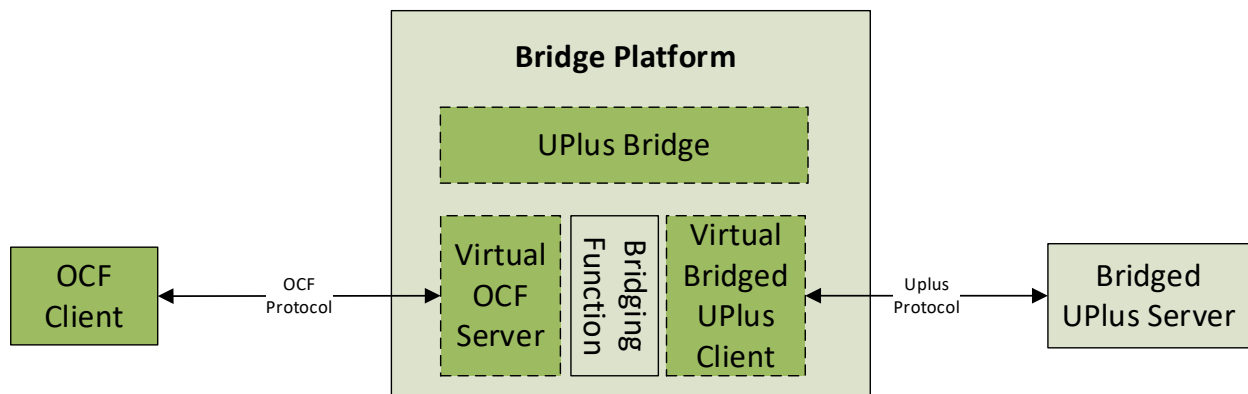 Bridge Platform
UPlus Bridge
OCF
Client
OCF
Protocol
Virtual
OCF
Server
Bridging
Function
Virtual
Bridged
UPlus
Client
Uplus
Protocol
Bridged
UPlus Server